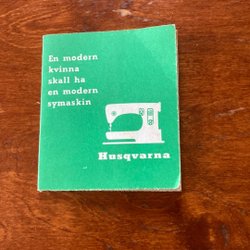 En modern
kvinna
skall ha
en modern
symaskin
Husqvarna